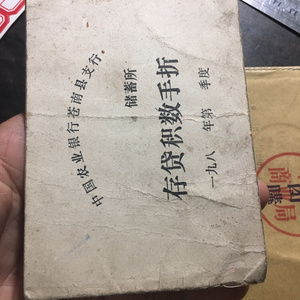 中国农业银行苍南县支行
储蓄所
存贷积数手折
一九八 年第 季度